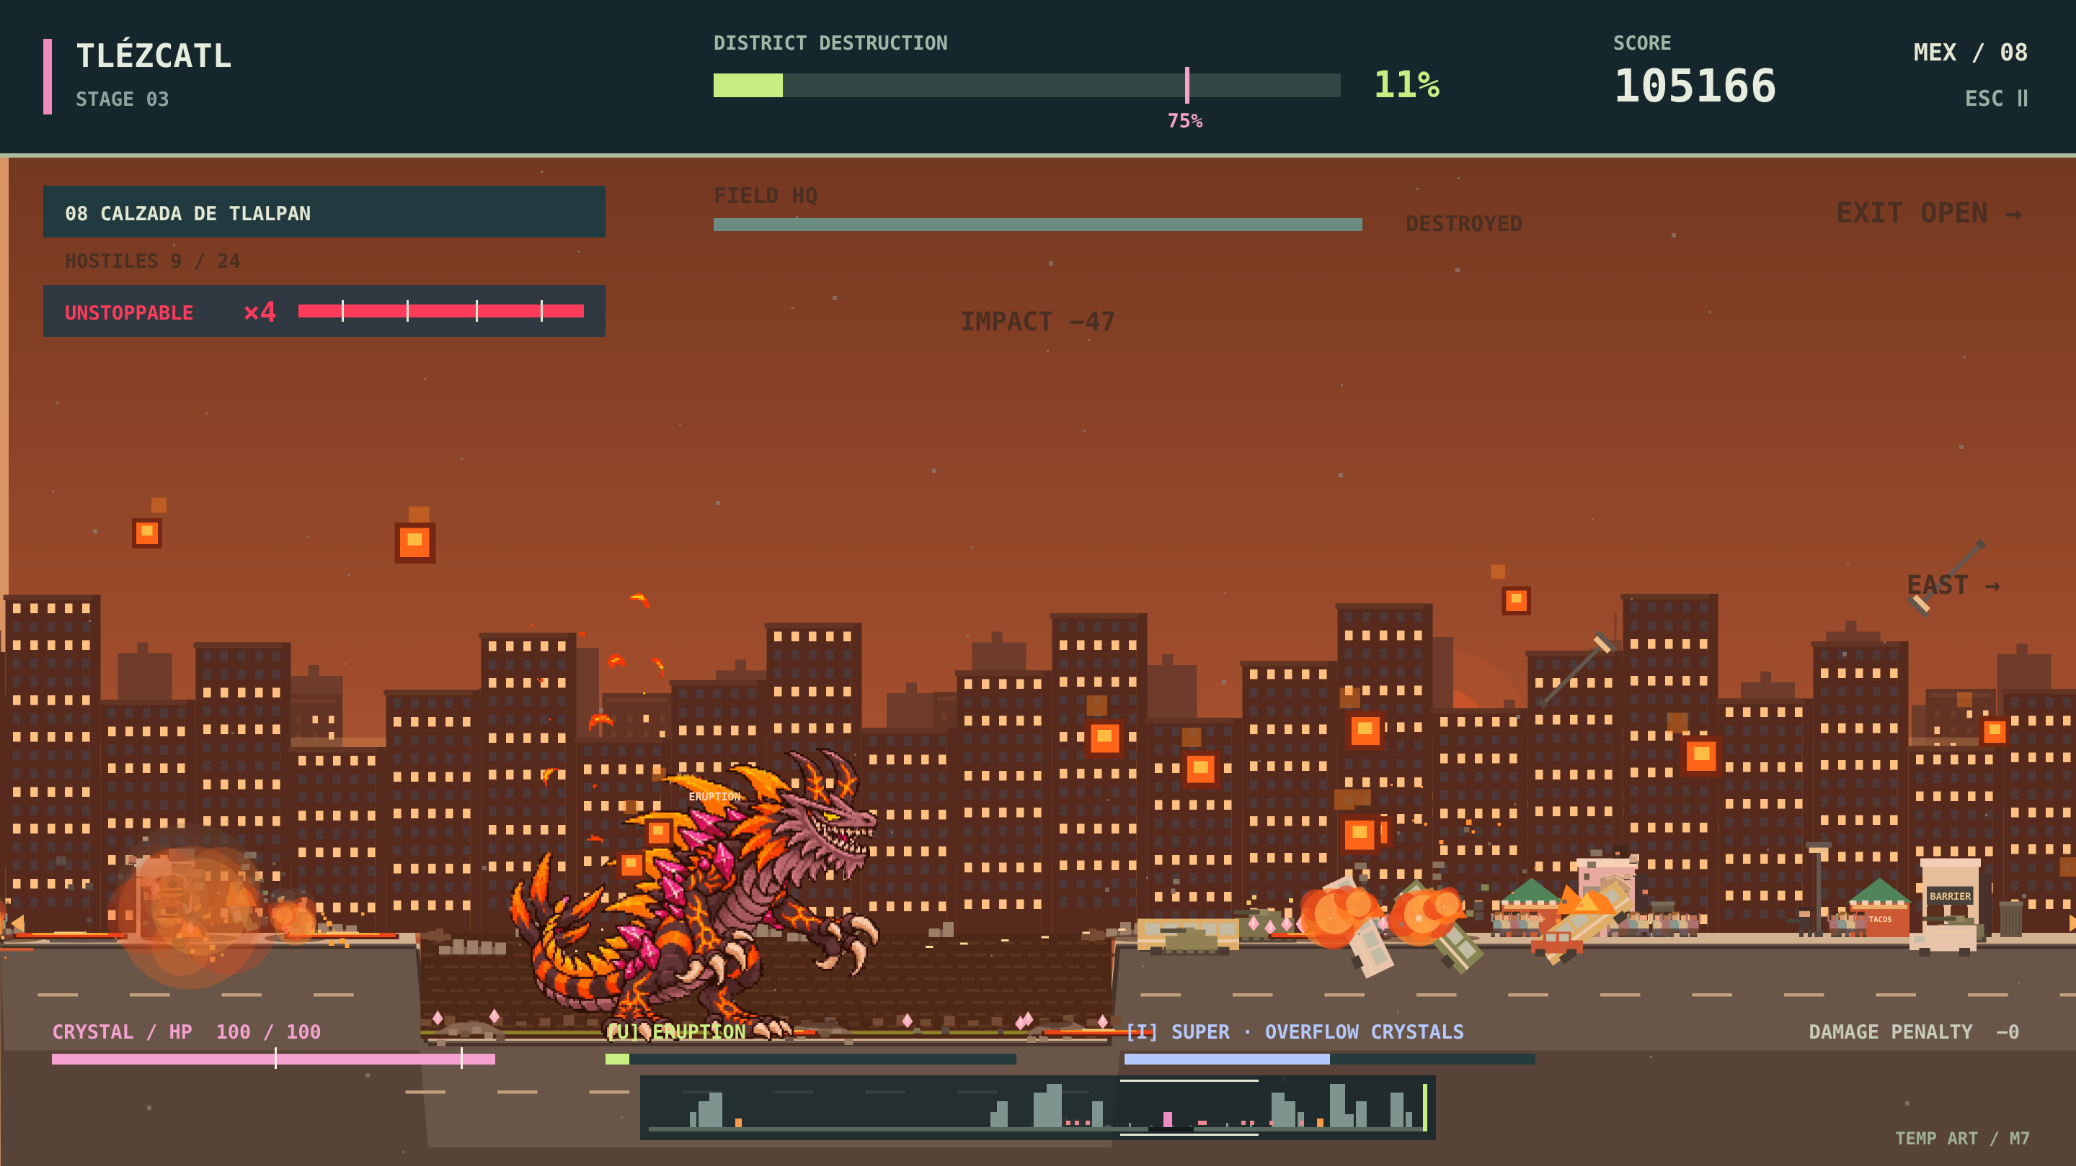 TLÉZCATL
STAGE 03
DISTRICT DESTRUCTION
11%
75%
SCORE
105166
MEX / 08
ESC II
08 CALZADA DE TLALPAN
HOSTILES 9 / 24
UNSTOPPABLE ×4
FIELD HQ
DESTROYED
EXIT OPEN →
IMPACT −47
EAST →
ERUPTION
BARRIER
TACOS
CRYSTAL / HP 100 / 100
[U] ERUPTION
[I] SUPER · OVERFLOW CRYSTALS
DAMAGE PENALTY −0
TEMP ART / M7